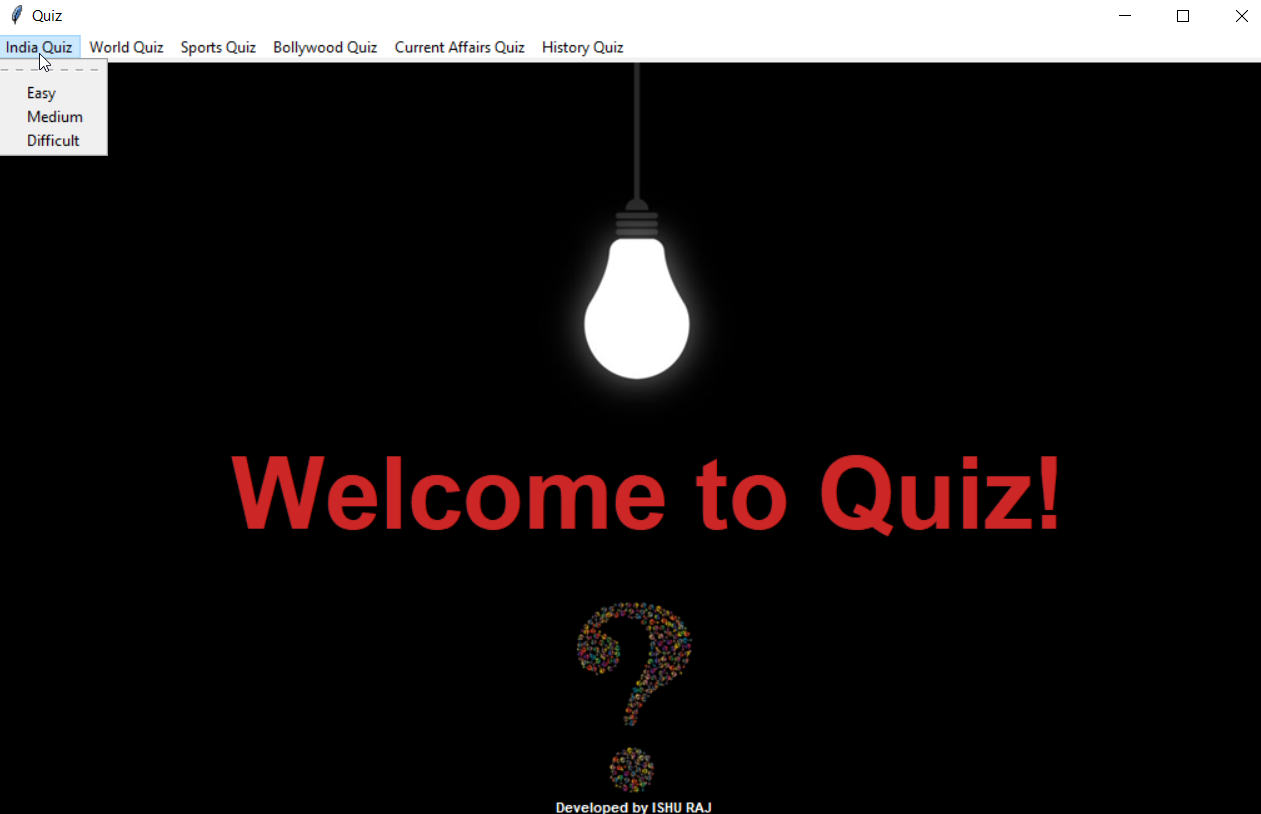 Quiz
India Quiz World Quiz Sports Quiz Bollywood Quiz Current Affairs Quiz History Quiz
Easy
Medium
Difficult
Welcome to Quiz!
?
Developed by ISHU RAJ